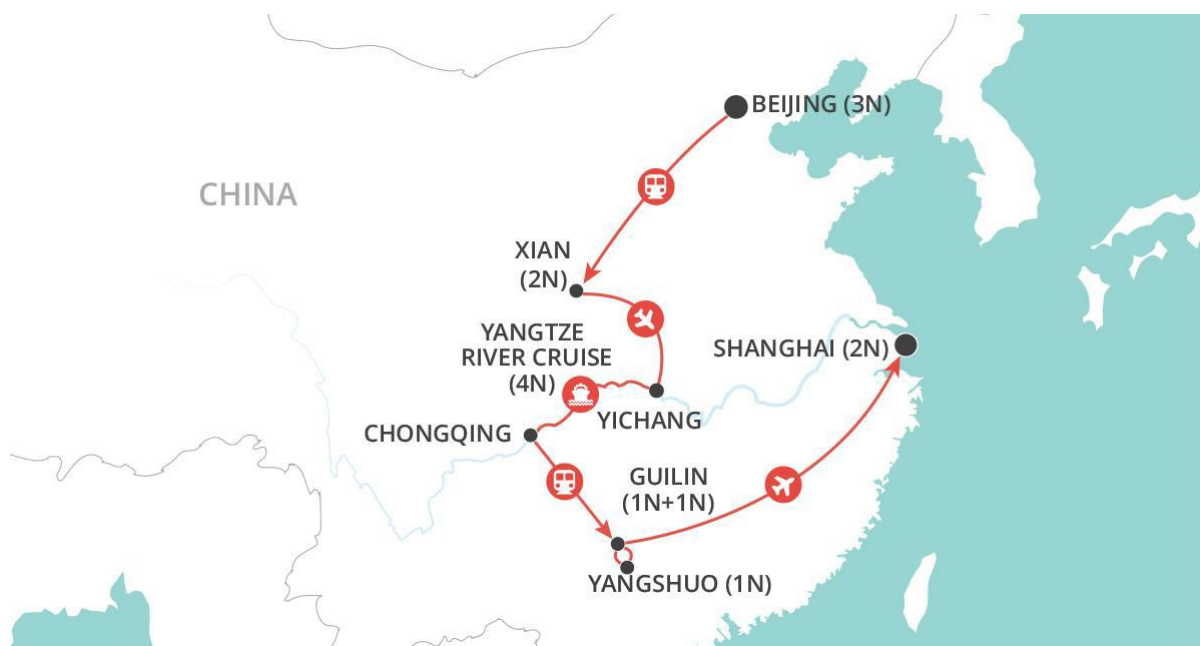 BEIJING (3N)
CHINA
XIAN
(2N)
YANGTZE
RIVER CRUISE
(4N)
SHANGHAI (2N)
YICHANG
CHONGQING
GUILIN
(1N+1N)
YANGSHUO (1N)